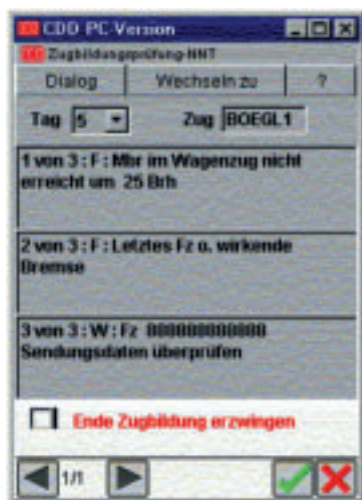 CDD PC-Version
Zugbildungsprüfung-NNT
Dialog Wechseln zu ?
Tag 5 Zug BOEGL1
1 von 3 : F : Mbr im Wagenzug nicht
erreicht um 25 Brh
2 von 3 : F : Letztes Fz o. wirkende
Bremse
3 von 3 : W : Fz 000000000000
Sendungsdaten überprüfen
Ende Zugbildung erzwingen
1/1